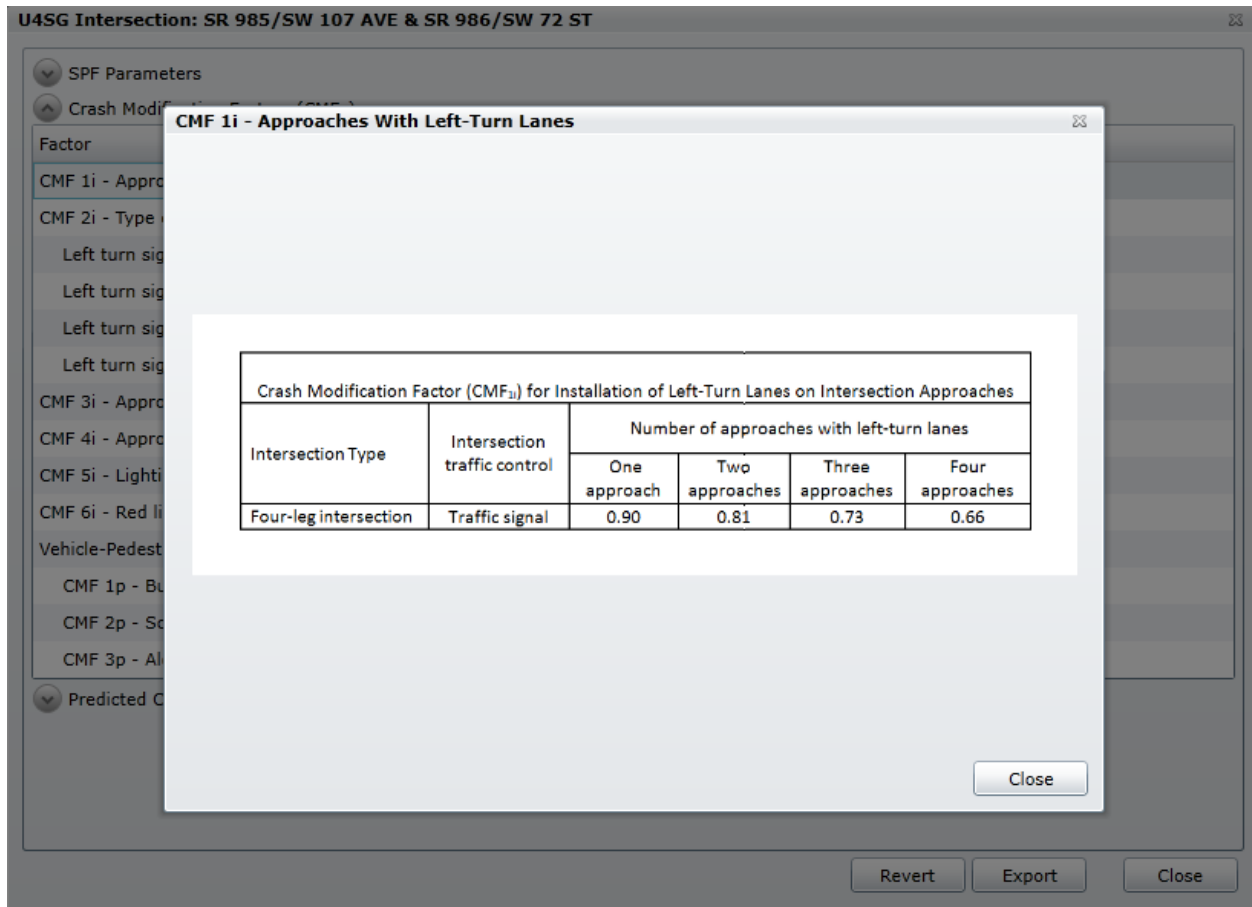 U4SG Intersection: SR 985/SW 107 AVE & SR 986/SW 72 ST
SPF Parameters
Crash Modif
CMF 1i - Approaches With Left-Turn Lanes
Factor
CMF 1i - Appro
CMF 2i - Type
Left turn sig
Left turn sig
Left turn sig
Left turn sig
CMF 3i - Appro
CMF 4i - Appro
CMF 5i - Lighti
CMF 6i - Red li
Vehicle-Pedest
CMF 1p - Bu
CMF 2p - Sc
CMF 3p - Al
Predicted C
Crash Modification Factor (CMF1i) for Installation of Left-Turn Lanes on Intersection Approaches
Intersection Type
Intersection
traffic control
Number of approaches with left-turn lanes
One
approach
Two
approaches
Three
approaches
Four
approaches
Four-leg intersection Traffic signal 0.90 0.81 0.73 0.66
Close
Revert Export Close